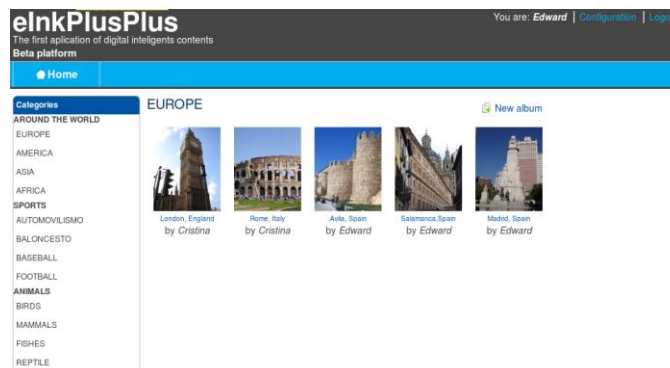 eInkPlusPlus
The first aplication of digital inteligents contents
Beta platform
You are: Edward | Configuration | Logo
Home
Categories
AROUND THE WORLD
EUROPE
AMERICA
ASIA
AFRICA
SPORTS
AUTOMOVILISMO
BALONCESTO
BASEBALL
FOOTBALL
ANIMALS
BIRDS
MAMMALS
FISHES
REPTILE
EUROPE
New album
London, England
by Cristina
Rome, Italy
by Cristina
Avila, Spain
by Edward
Salamanca,Spain
by Edward
Madrid, Spain
by Edward